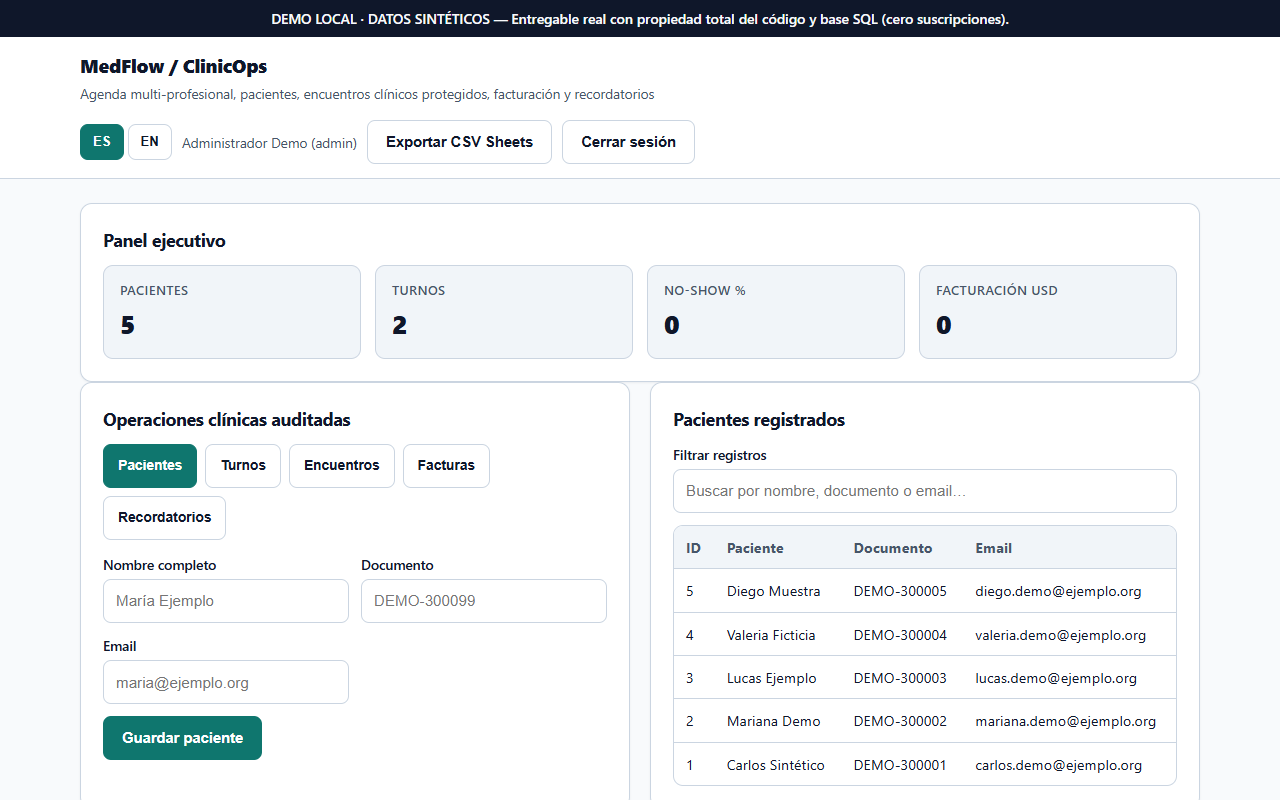 DEMO LOCAL · DATOS SINTÉTICOS — Entregable real con propiedad total del código y base SQL (cero suscripciones).
MedFlow / ClinicOps
Agenda multi-profesional, pacientes, encuentros clínicos protegidos, facturación y recordatorios
ES EN Administrador Demo (admin) Exportar CSV Sheets Cerrar sesión
Panel ejecutivo
PACIENTES TURNOS NO-SHOW % FACTURACIÓN USD
5 2 0 0
Operaciones clínicas auditadas
Pacientes Turnos Encuentros Facturas
Recordatorios
Nombre completo Documento
María Ejemplo DEMO-300099
Email
maria@ejemplo.org
Guardar paciente
Pacientes registrados
Filtrar registros
Buscar por nombre, documento o email…
ID Paciente Documento Email
5 Diego Muestra DEMO-300005 diego.demo@ejemplo.org
4 Valeria Ficticia DEMO-300004 valeria.demo@ejemplo.org
3 Lucas Ejemplo DEMO-300003 lucas.demo@ejemplo.org
2 Mariana Demo DEMO-300002 mariana.demo@ejemplo.org
1 Carlos Sintético DEMO-300001 carlos.demo@ejemplo.org